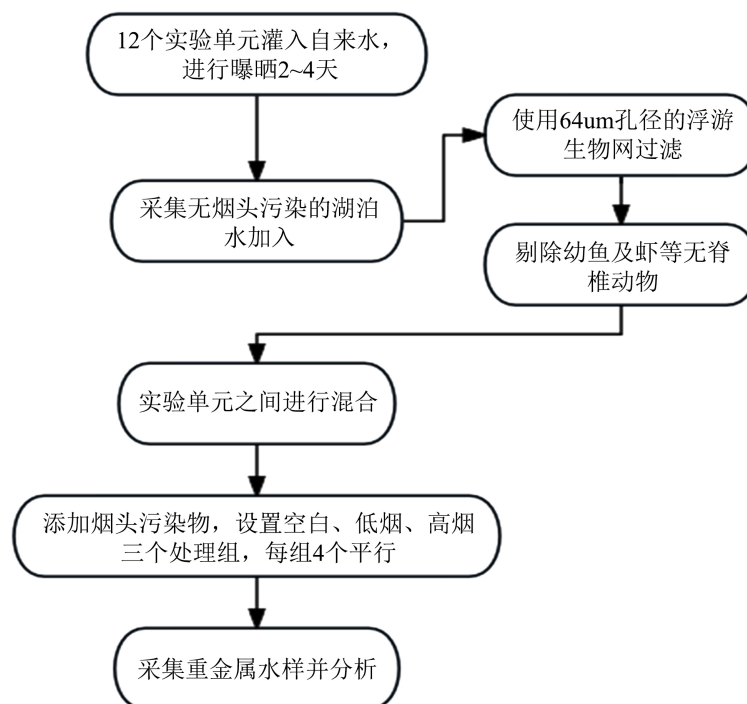 12个实验单元灌入自来水，
进行曝晒2~4天
采集无烟头污染的湖泊
水加入
使用64um孔径的浮游
生物网过滤
剔除幼鱼及虾等无脊
椎动物
实验单元之间进行混合
添加烟头污染物，设置空白、低烟、高烟
三个处理组，每组4个平行
采集重金属水样并分析